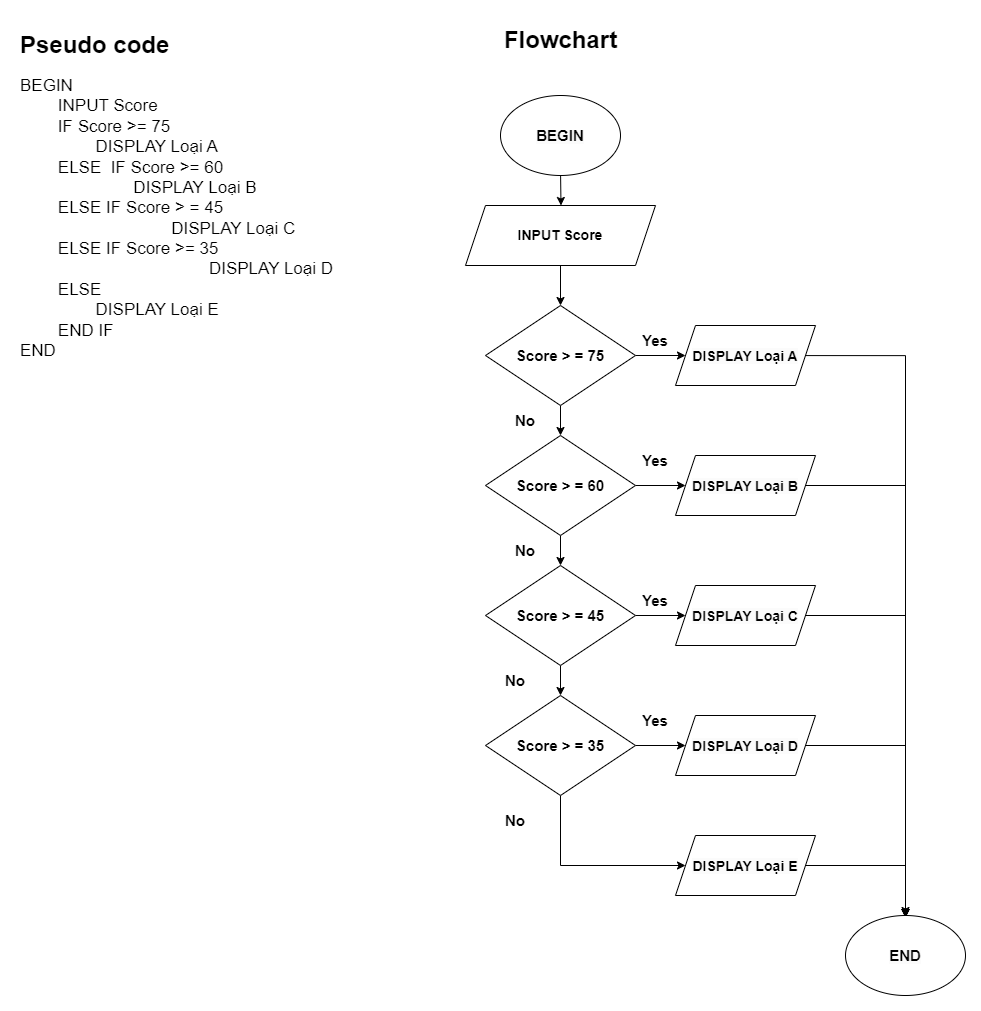 Pseudo code
BEGIN
INPUT Score
IF Score >= 75
DISPLAY Loại A
ELSE  IF Score >= 60
DISPLAY Loại B
ELSE IF Score > = 45
DISPLAY Loại C
ELSE IF Score >= 35
DISPLAY Loại D
ELSE
DISPLAY Loại E
END IF
END
Flowchart
BEGIN
INPUT Score
Score > = 75
Yes
DISPLAY Loại A
No
Score > = 60
Yes
DISPLAY Loại B
No
Score > = 45
Yes
DISPLAY Loại C
No
Score > = 35
Yes
DISPLAY Loại D
No
DISPLAY Loại E
END